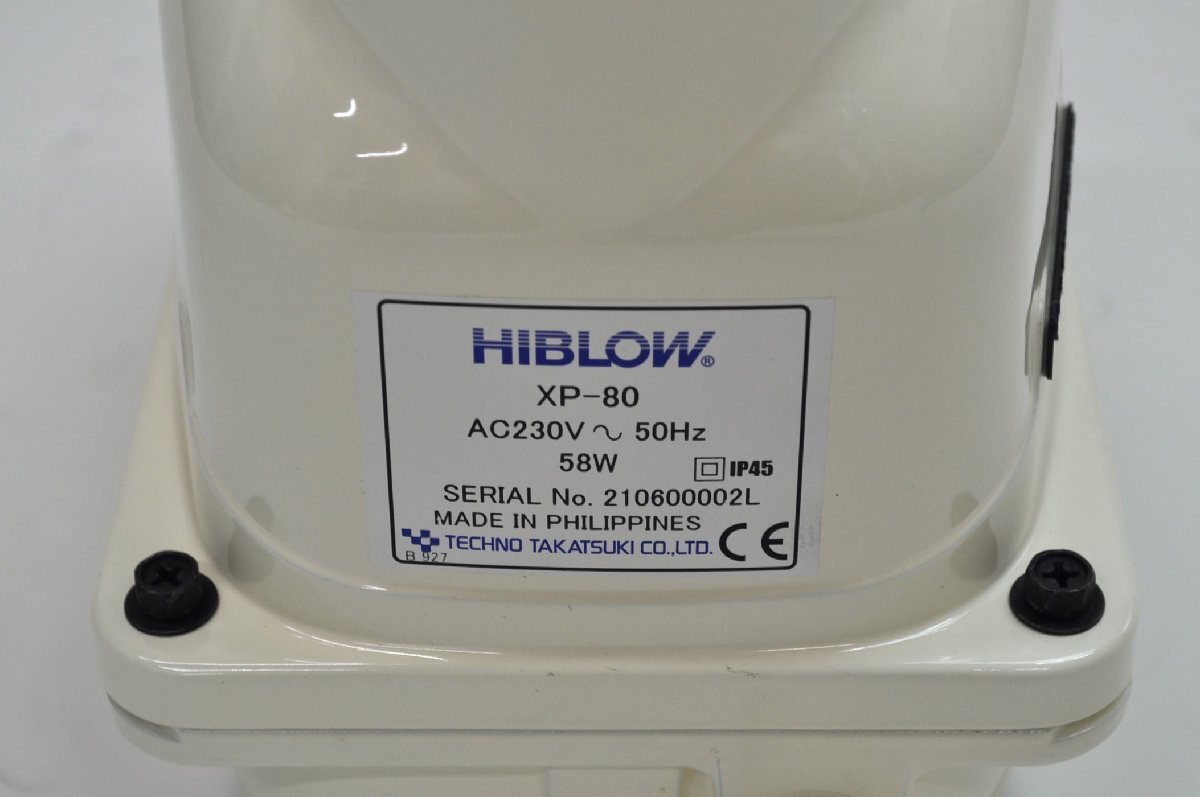 HIBLOW®
XP-80
AC230V ~ 50Hz
58W IP45
SERIAL No. 210600002L
MADE IN PHILIPPINES
TECHNO TAKATSUKI CO.,LTD. CE
B 927